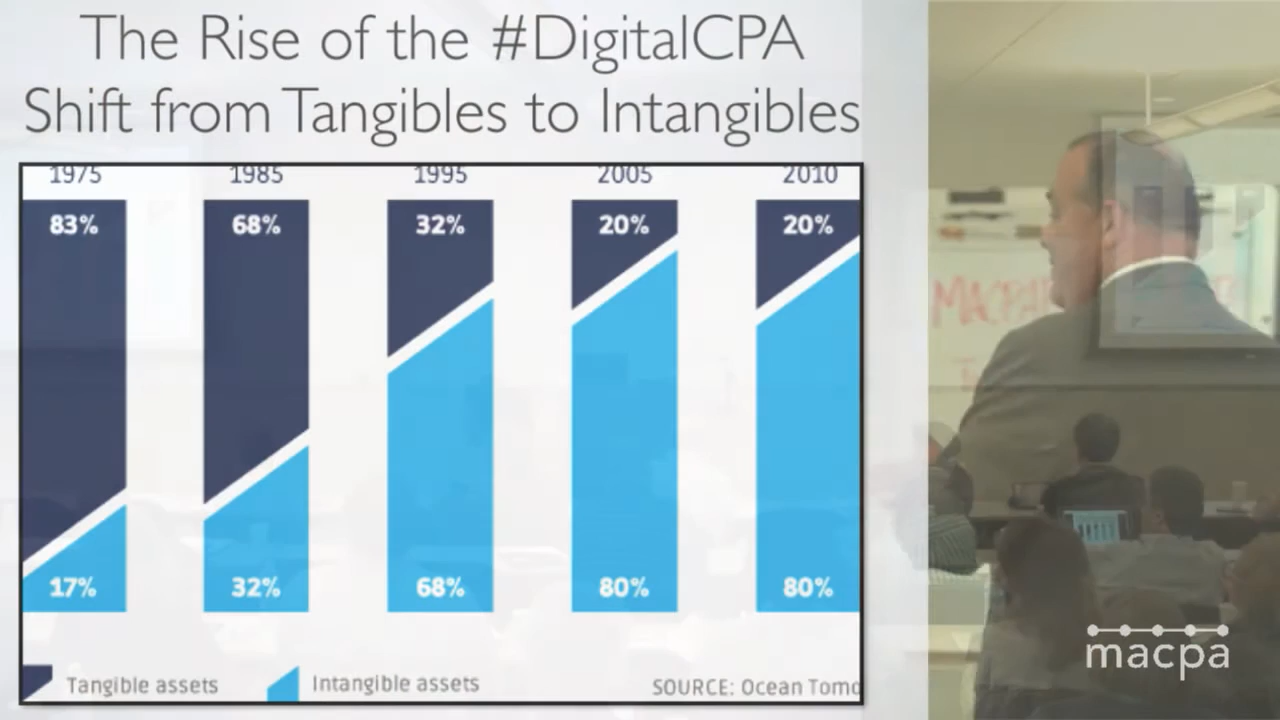 The Rise of the #DigitalCPA
Shift from Tangibles to Intangibles
1975 1985 1995 2005 2010
83% 68% 32% 20% 20%
17% 32% 68% 80% 80%
Tangible assets Intangible assets SOURCE: Ocean Tomo
MACPA
macpa